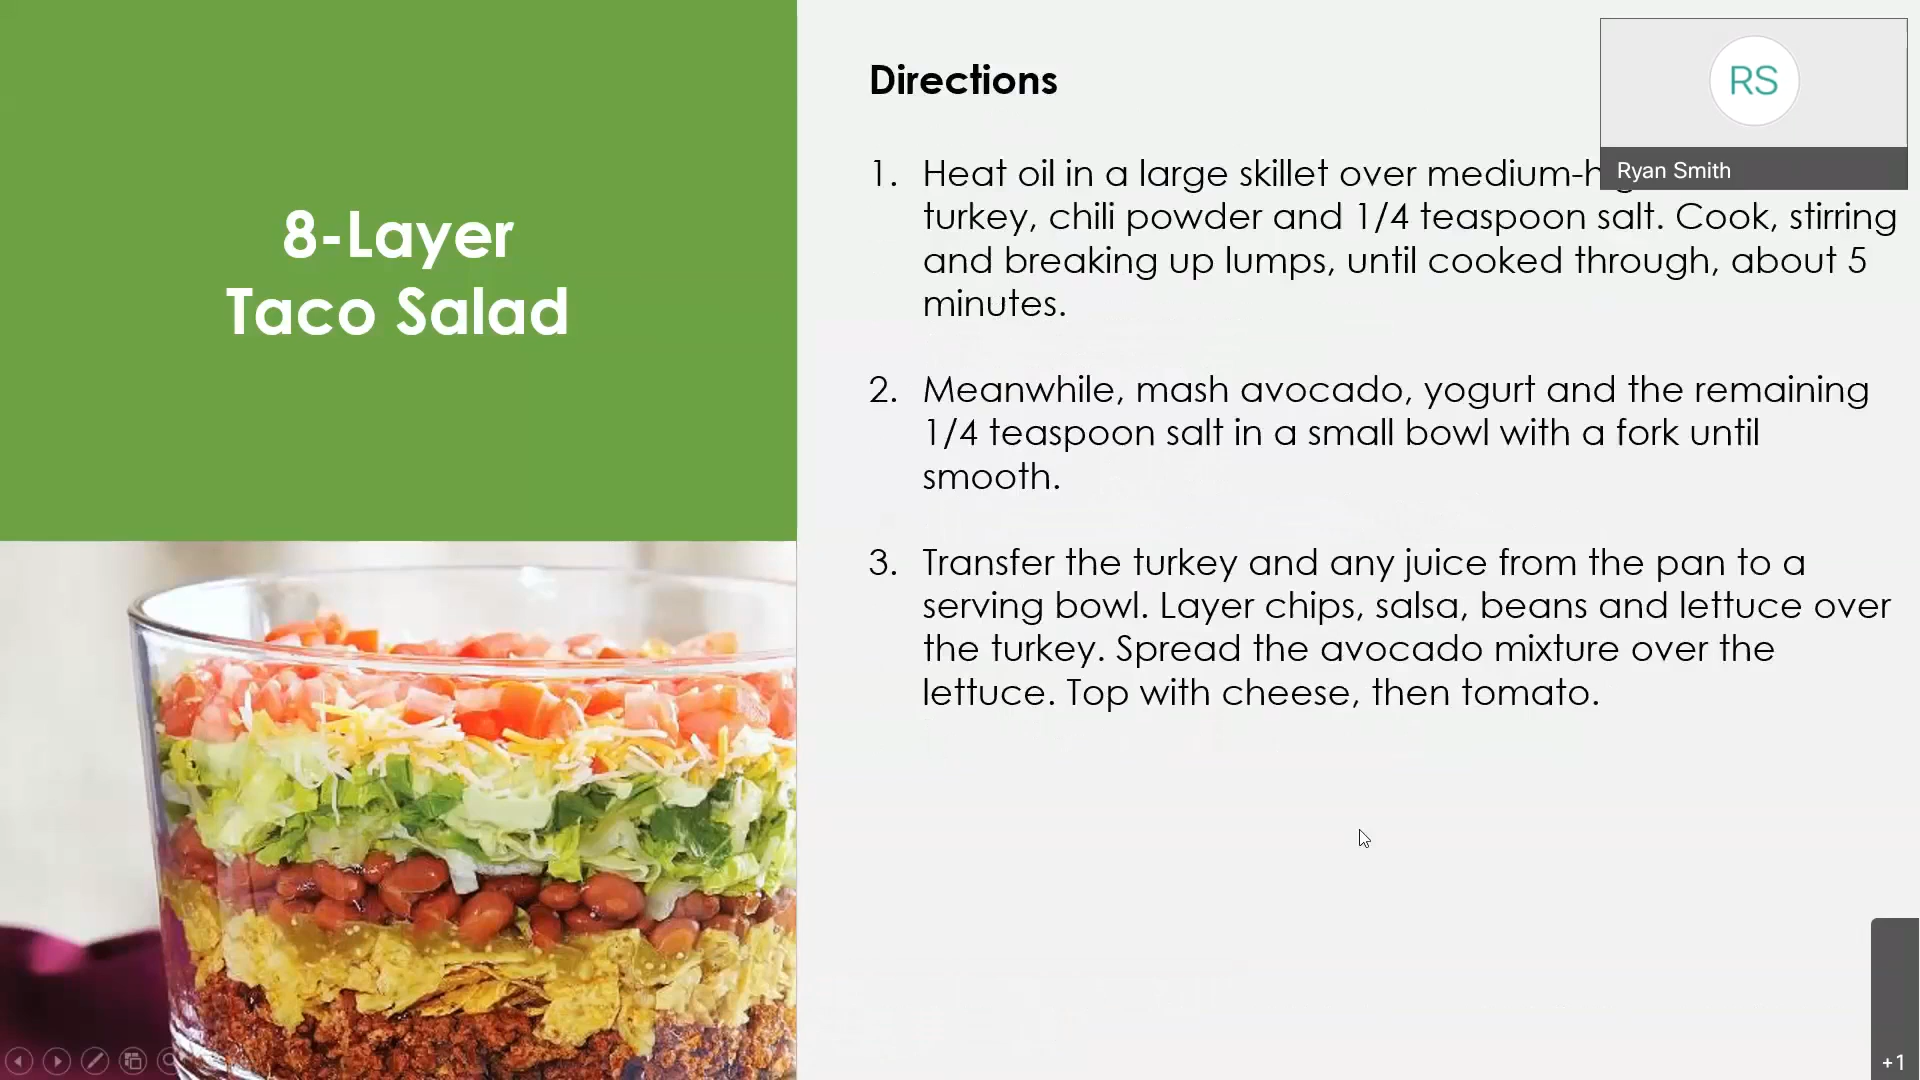 8-Layer
Taco Salad
Directions
1. Heat oil in a large skillet over
turkey, chili powder and 1/4 teaspoon salt. Cook, stirring
and breaking up lumps, until cooked through, about 5
minutes.
2. Meanwhile, mash avocado, yogurt and the remaining
1/4 teaspoon salt in a small bowl with a fork until
smooth.
3. Transfer the turkey and any juice from the pan to a
serving bowl. Layer chips, salsa, beans and lettuce over
the turkey. Spread the avocado mixture over the
lettuce. Top with cheese, then tomato.
RS
Ryan Smith
+1